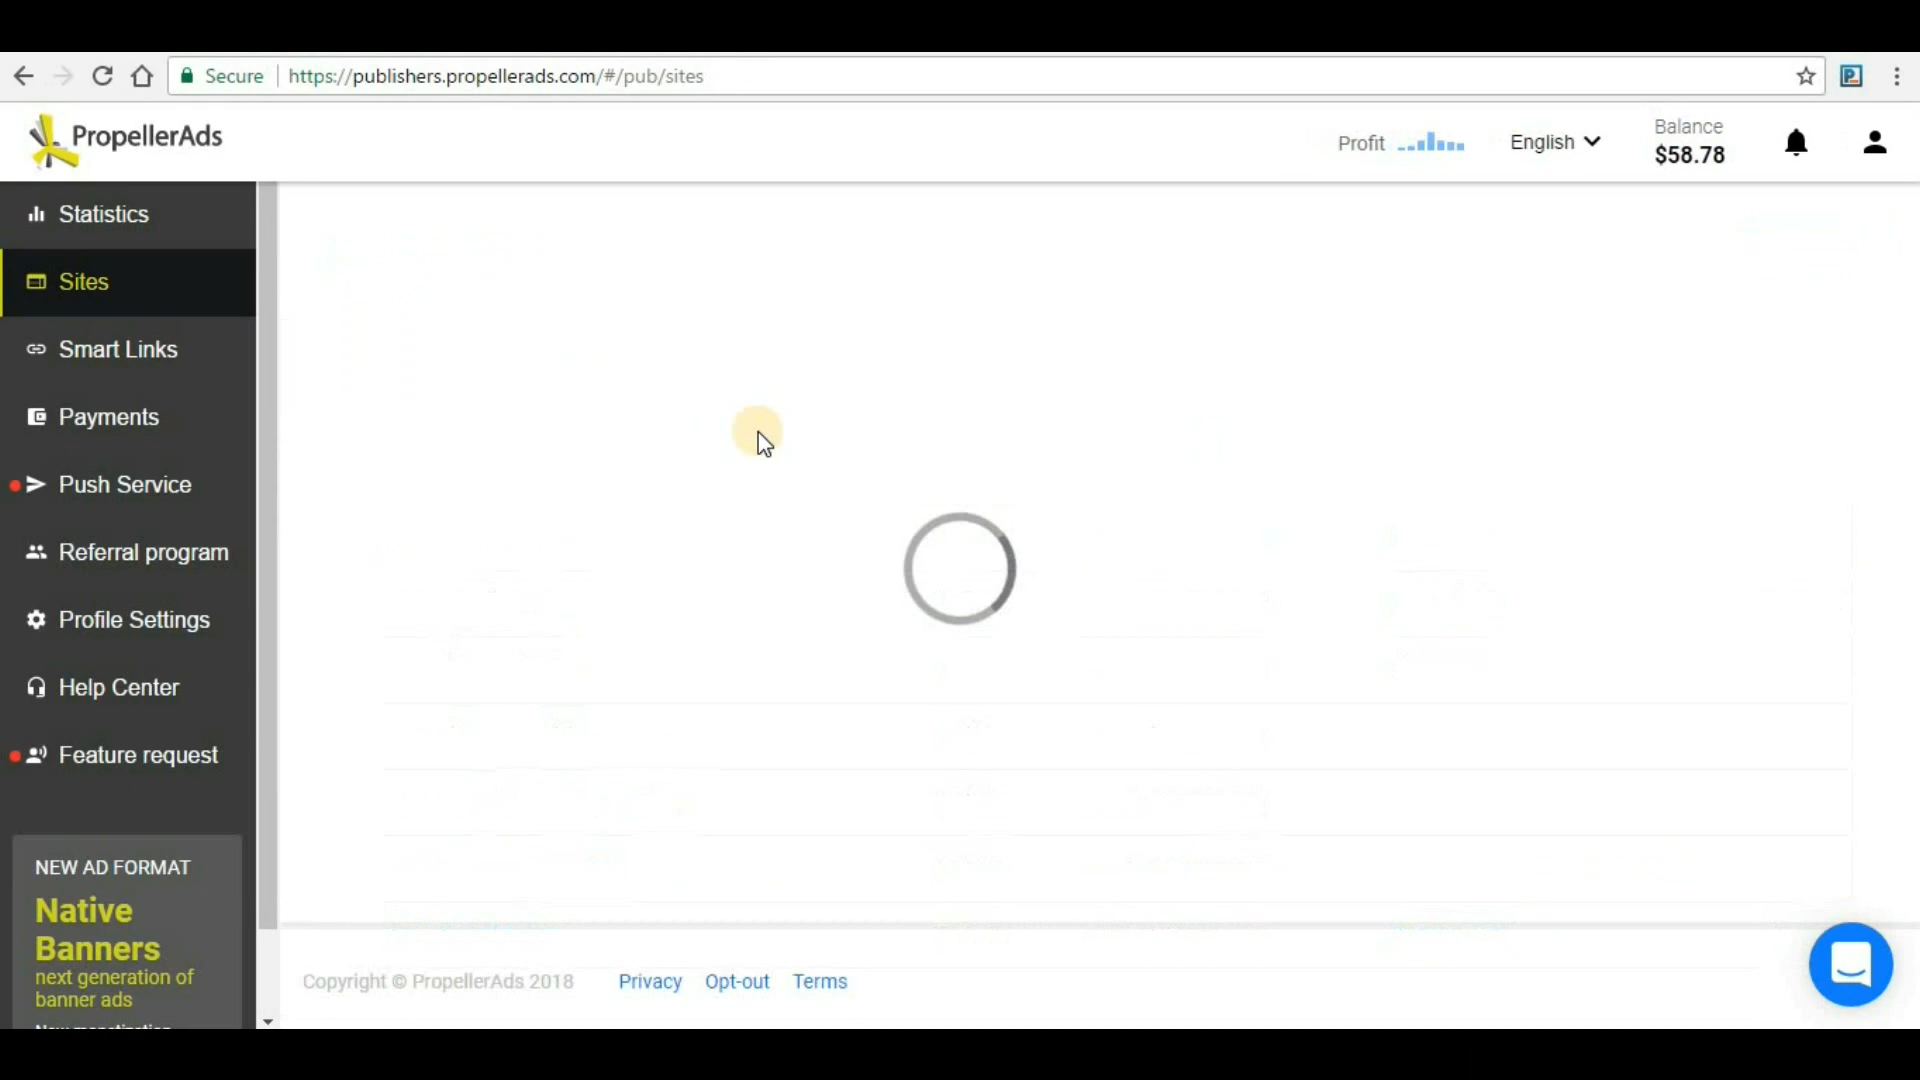 Secure https://publishers.propellerads.com/#/pub/sites
PropellerAds
Profit
English
Balance
$58.78
Statistics
Sites
Smart Links
Payments
Push Service
Referral program
Profile Settings
Help Center
Feature request
NEW AD FORMAT
Native
Banners
next generation of
banner ads
Copyright © PropellerAds 2018 Privacy Opt-out Terms